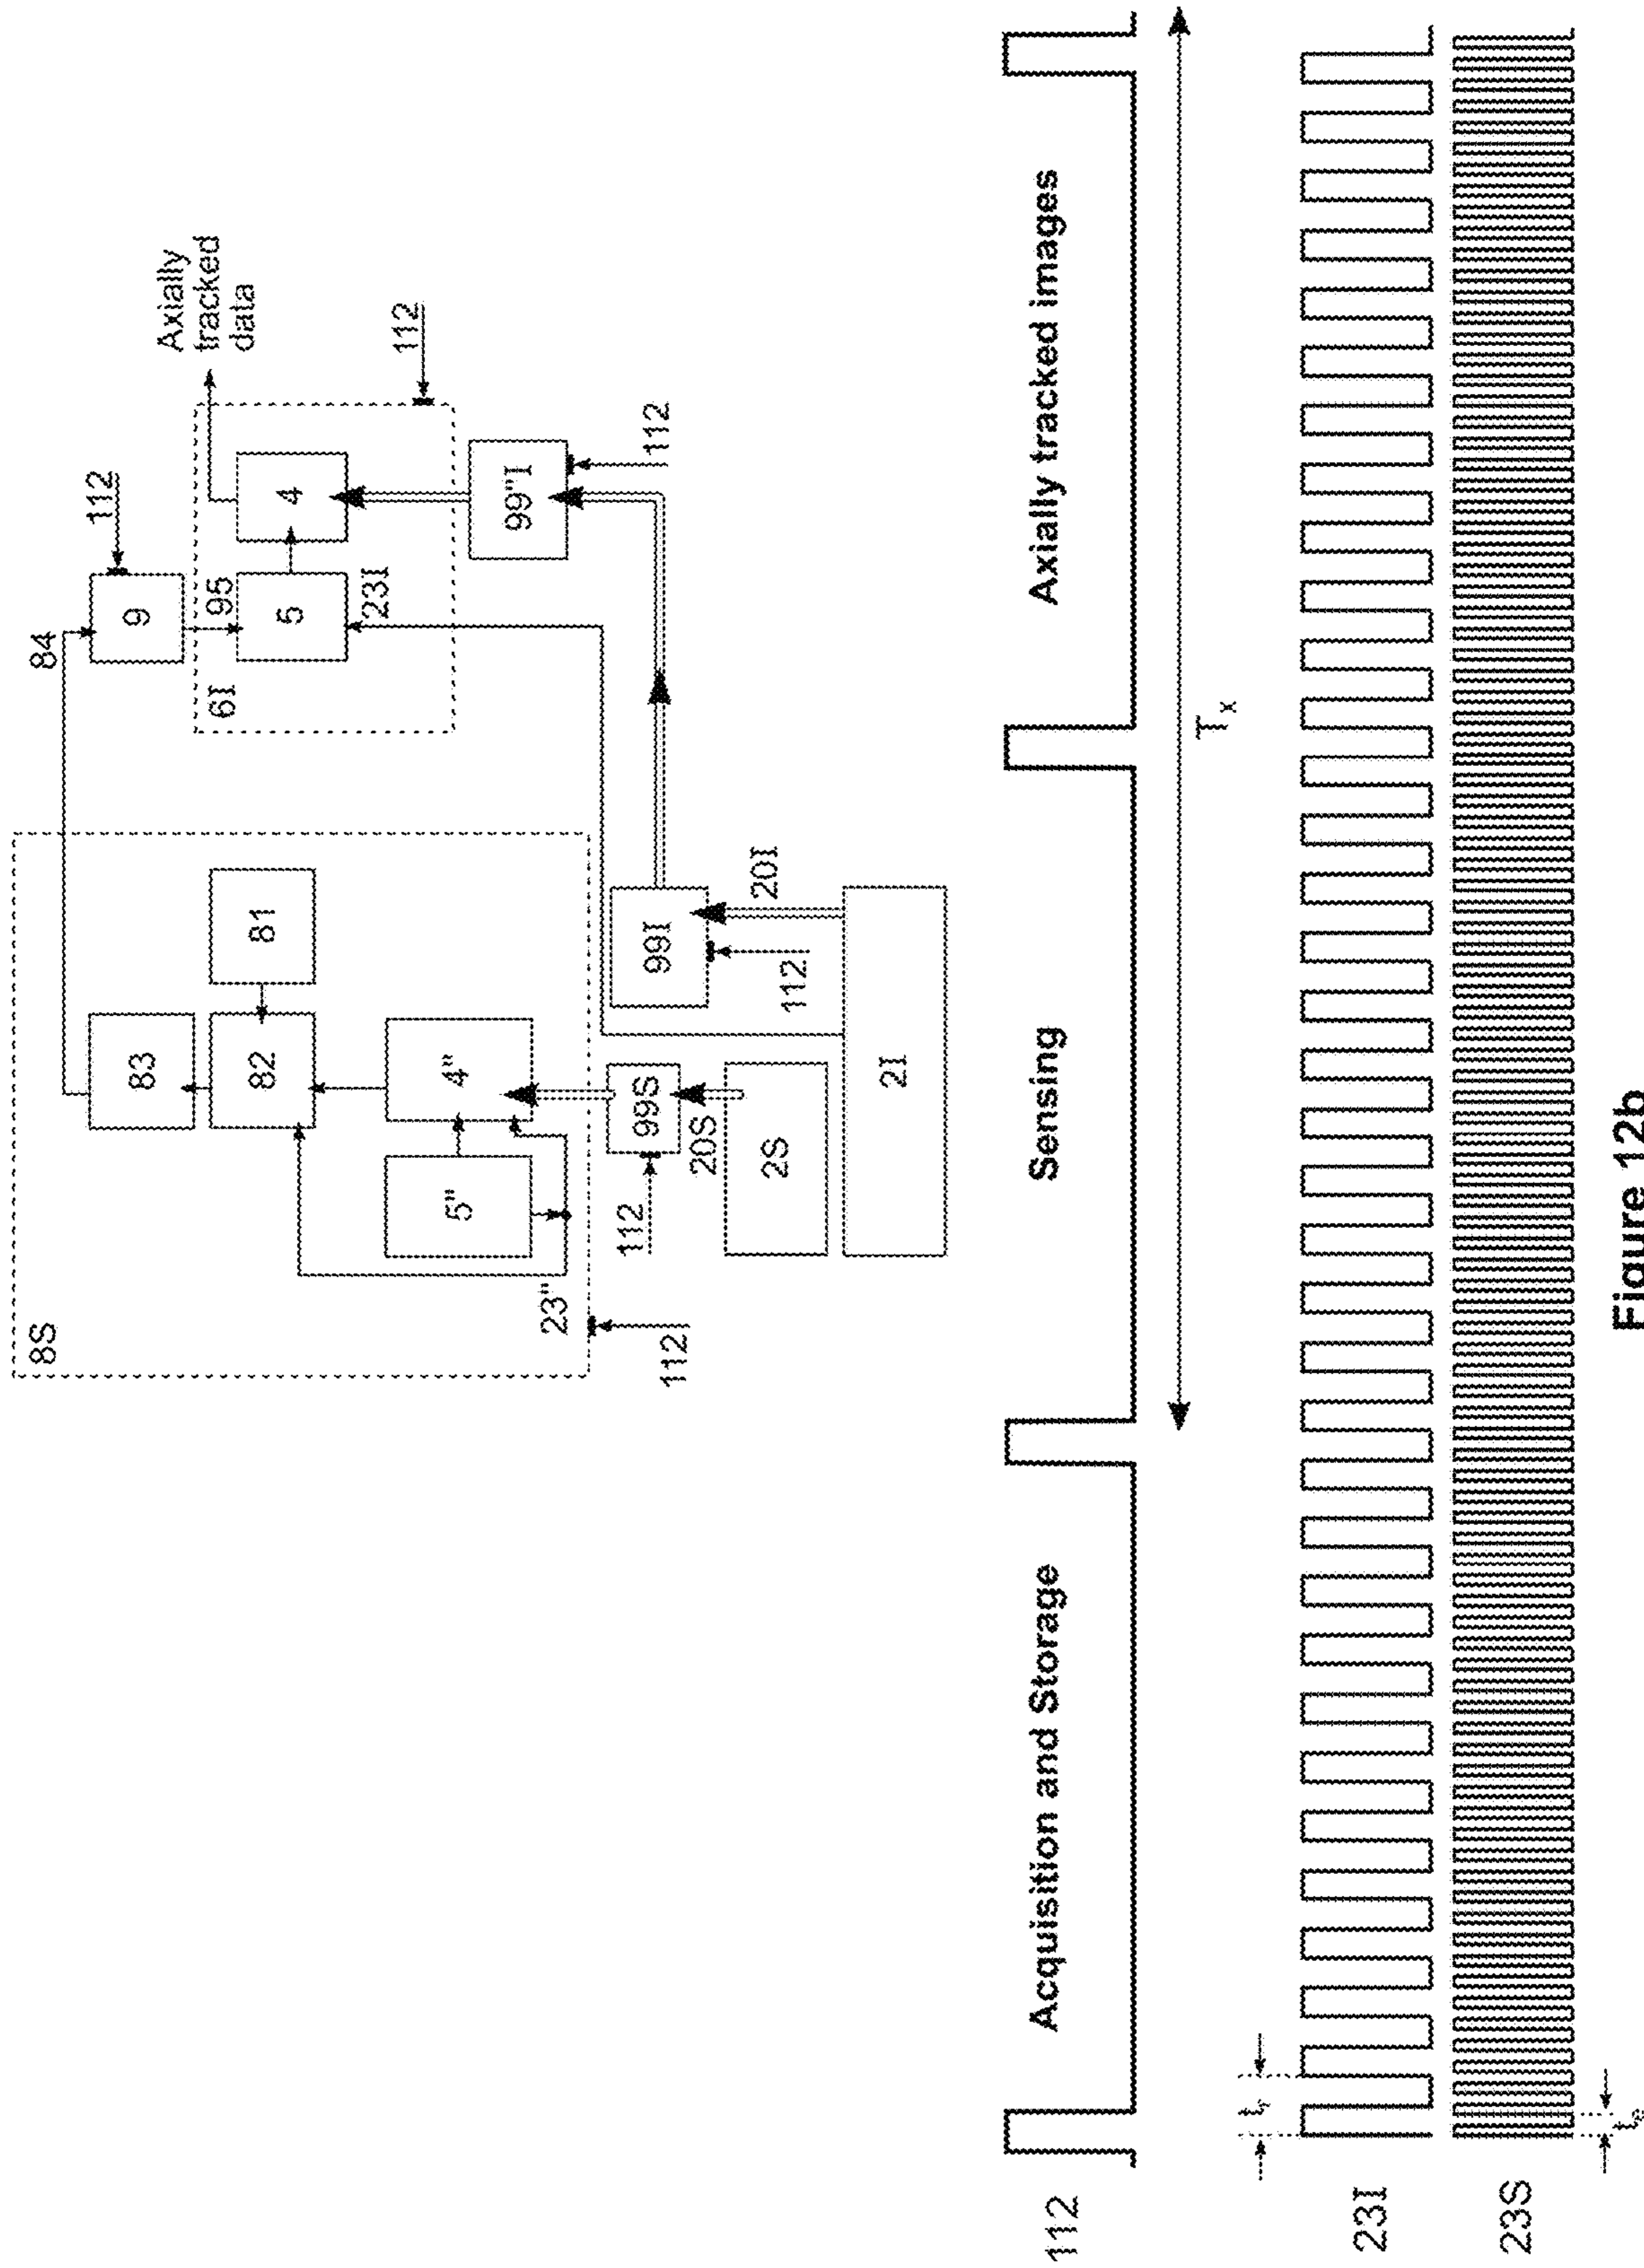 8S
83
84
82
81
5"
4"
23"
112
112
99S
20S
2S
99I
112
20I
2I
9
112
95
6I
5
4
23I
Axially
tracked
data
112
99"I
112
112
Acquisition and Storage
Sensing
Axially tracked images
Tx
tr
23I
23S
Figure 12b